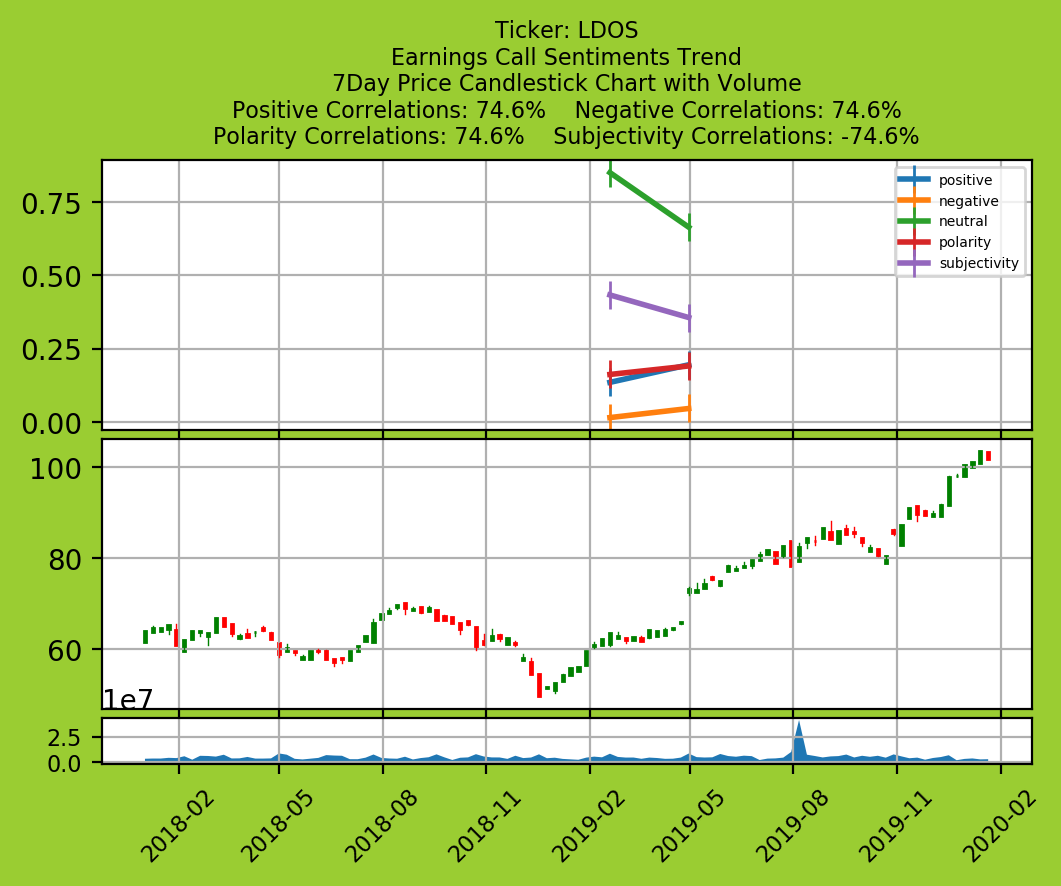 Ticker: LDOS
Earnings Call Sentiments Trend
7Day Price Candlestick Chart with Volume
Positive Correlations: 74.6%    Negative Correlations: 74.6%
Polarity Correlations: 74.6%    Subjectivity Correlations: -74.6%
positive
negative
neutral
polarity
subjectivity
0.75
0.50
0.25
0.00
100
80
60
1e7
2.5
0.0
2018-02
2018-05
2018-08
2018-11
2019-02
2019-05
2019-08
2019-11
2020-02